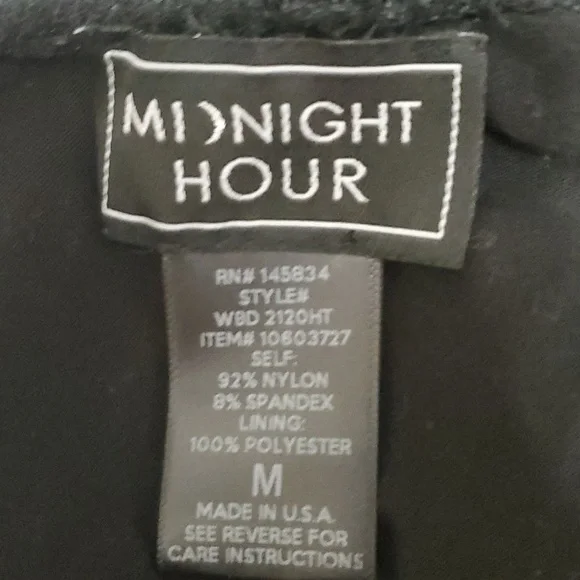 MIDNIGHT
HOUR
RN# 145834
STYLE#
WBD 2120HT
ITEM# 10603727
SELF:
92% NYLON
8% SPANDEX
LINING:
100% POLYESTER
M
MADE IN U.S.A.
SEE REVERSE FOR
CARE INSTRUCTIONS